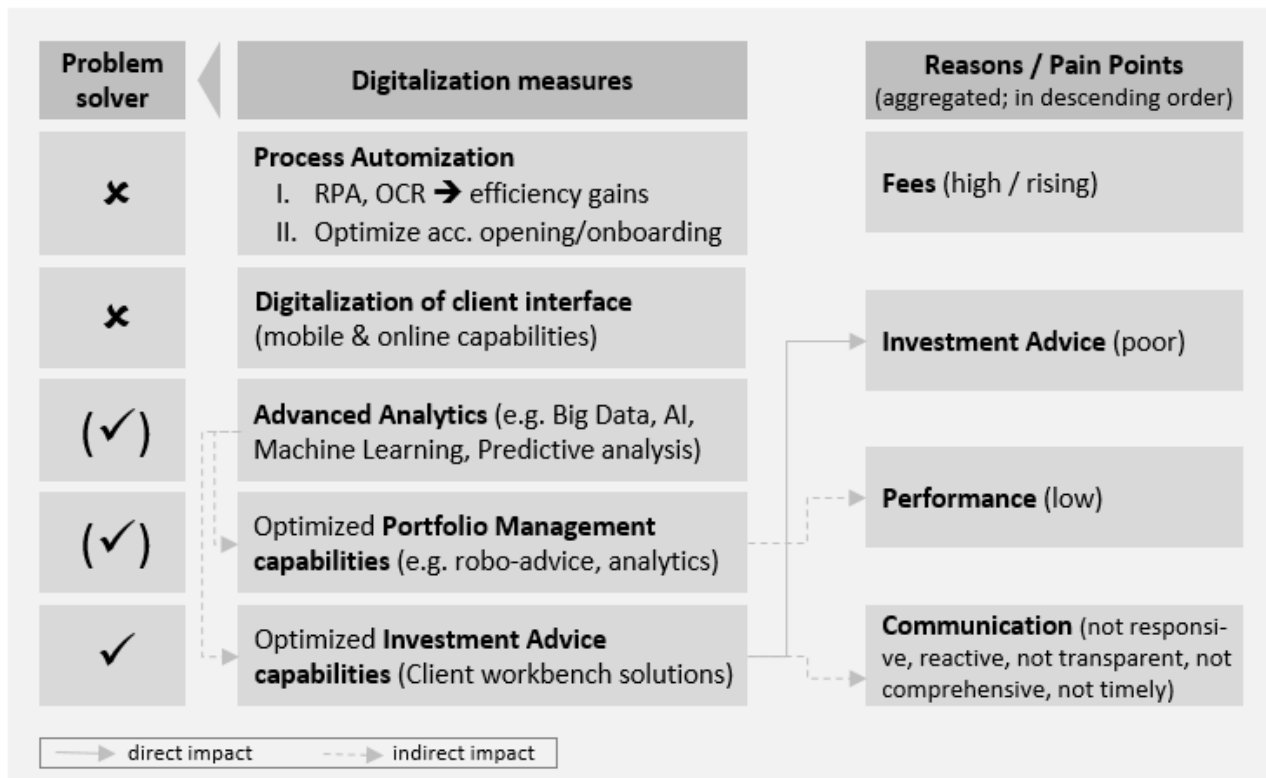 Problem
solver
Digitalization measures
Reasons / Pain Points
(aggregated; in descending order)
Process Automization
I. RPA, OCR → efficiency gains
II. Optimize acc. opening/onboarding
Fees (high / rising)
Digitalization of client interface
(mobile & online capabilities)
Investment Advice (poor)
Advanced Analytics (e.g. Big Data, AI,
Machine Learning, Predictive analysis)
Optimized Portfolio Management
capabilities (e.g. robo-advice, analytics)
Performance (low)
Optimized Investment Advice
capabilities (Client workbench solutions)
Communication (not responsi-
ve, reactive, not transparent, not
comprehensive, not timely)
direct impact
indirect impact